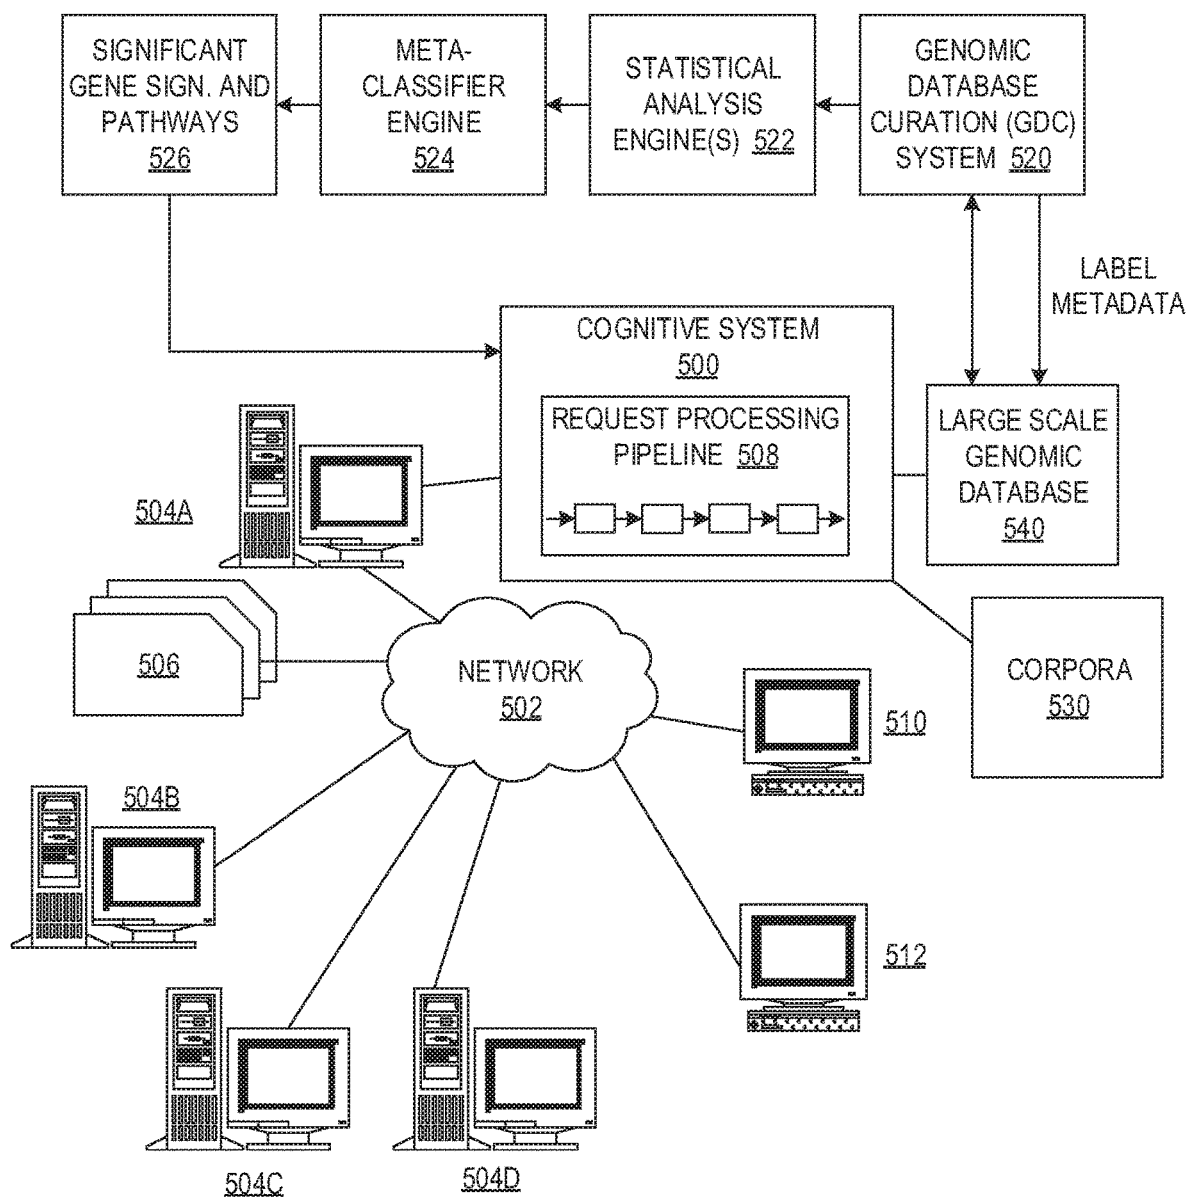 SIGNIFICANT
GENE SIGN. AND
PATHWAYS
526
META-
CLASSIFIER
ENGINE
524
STATISTICAL
ANALYSIS
ENGINE(S) 522
GENOMIC
DATABASE
CURATION (GDC)
SYSTEM 520
LABEL
METADATA
COGNITIVE SYSTEM
500
REQUEST PROCESSING
PIPELINE 508
LARGE SCALE
GENOMIC
DATABASE
540
504A
506
NETWORK
502
CORPORA
530
510
504B
512
504C
504D